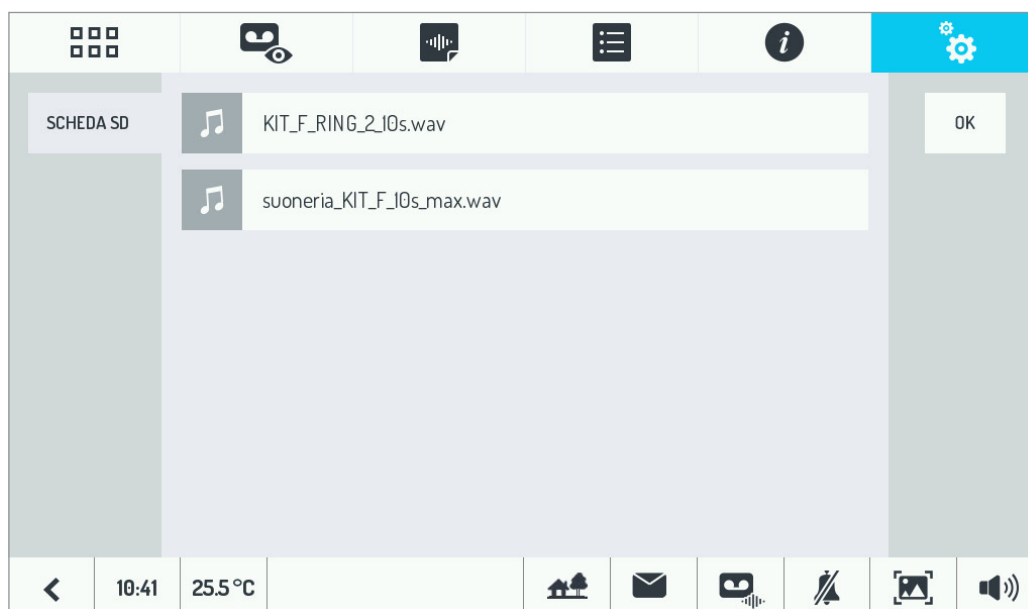 SCHEDA SD
KIT_F_RING_2_10s.wav
OK
suoneria_KIT_F_10s_max.wav
10:41
25.5 °C